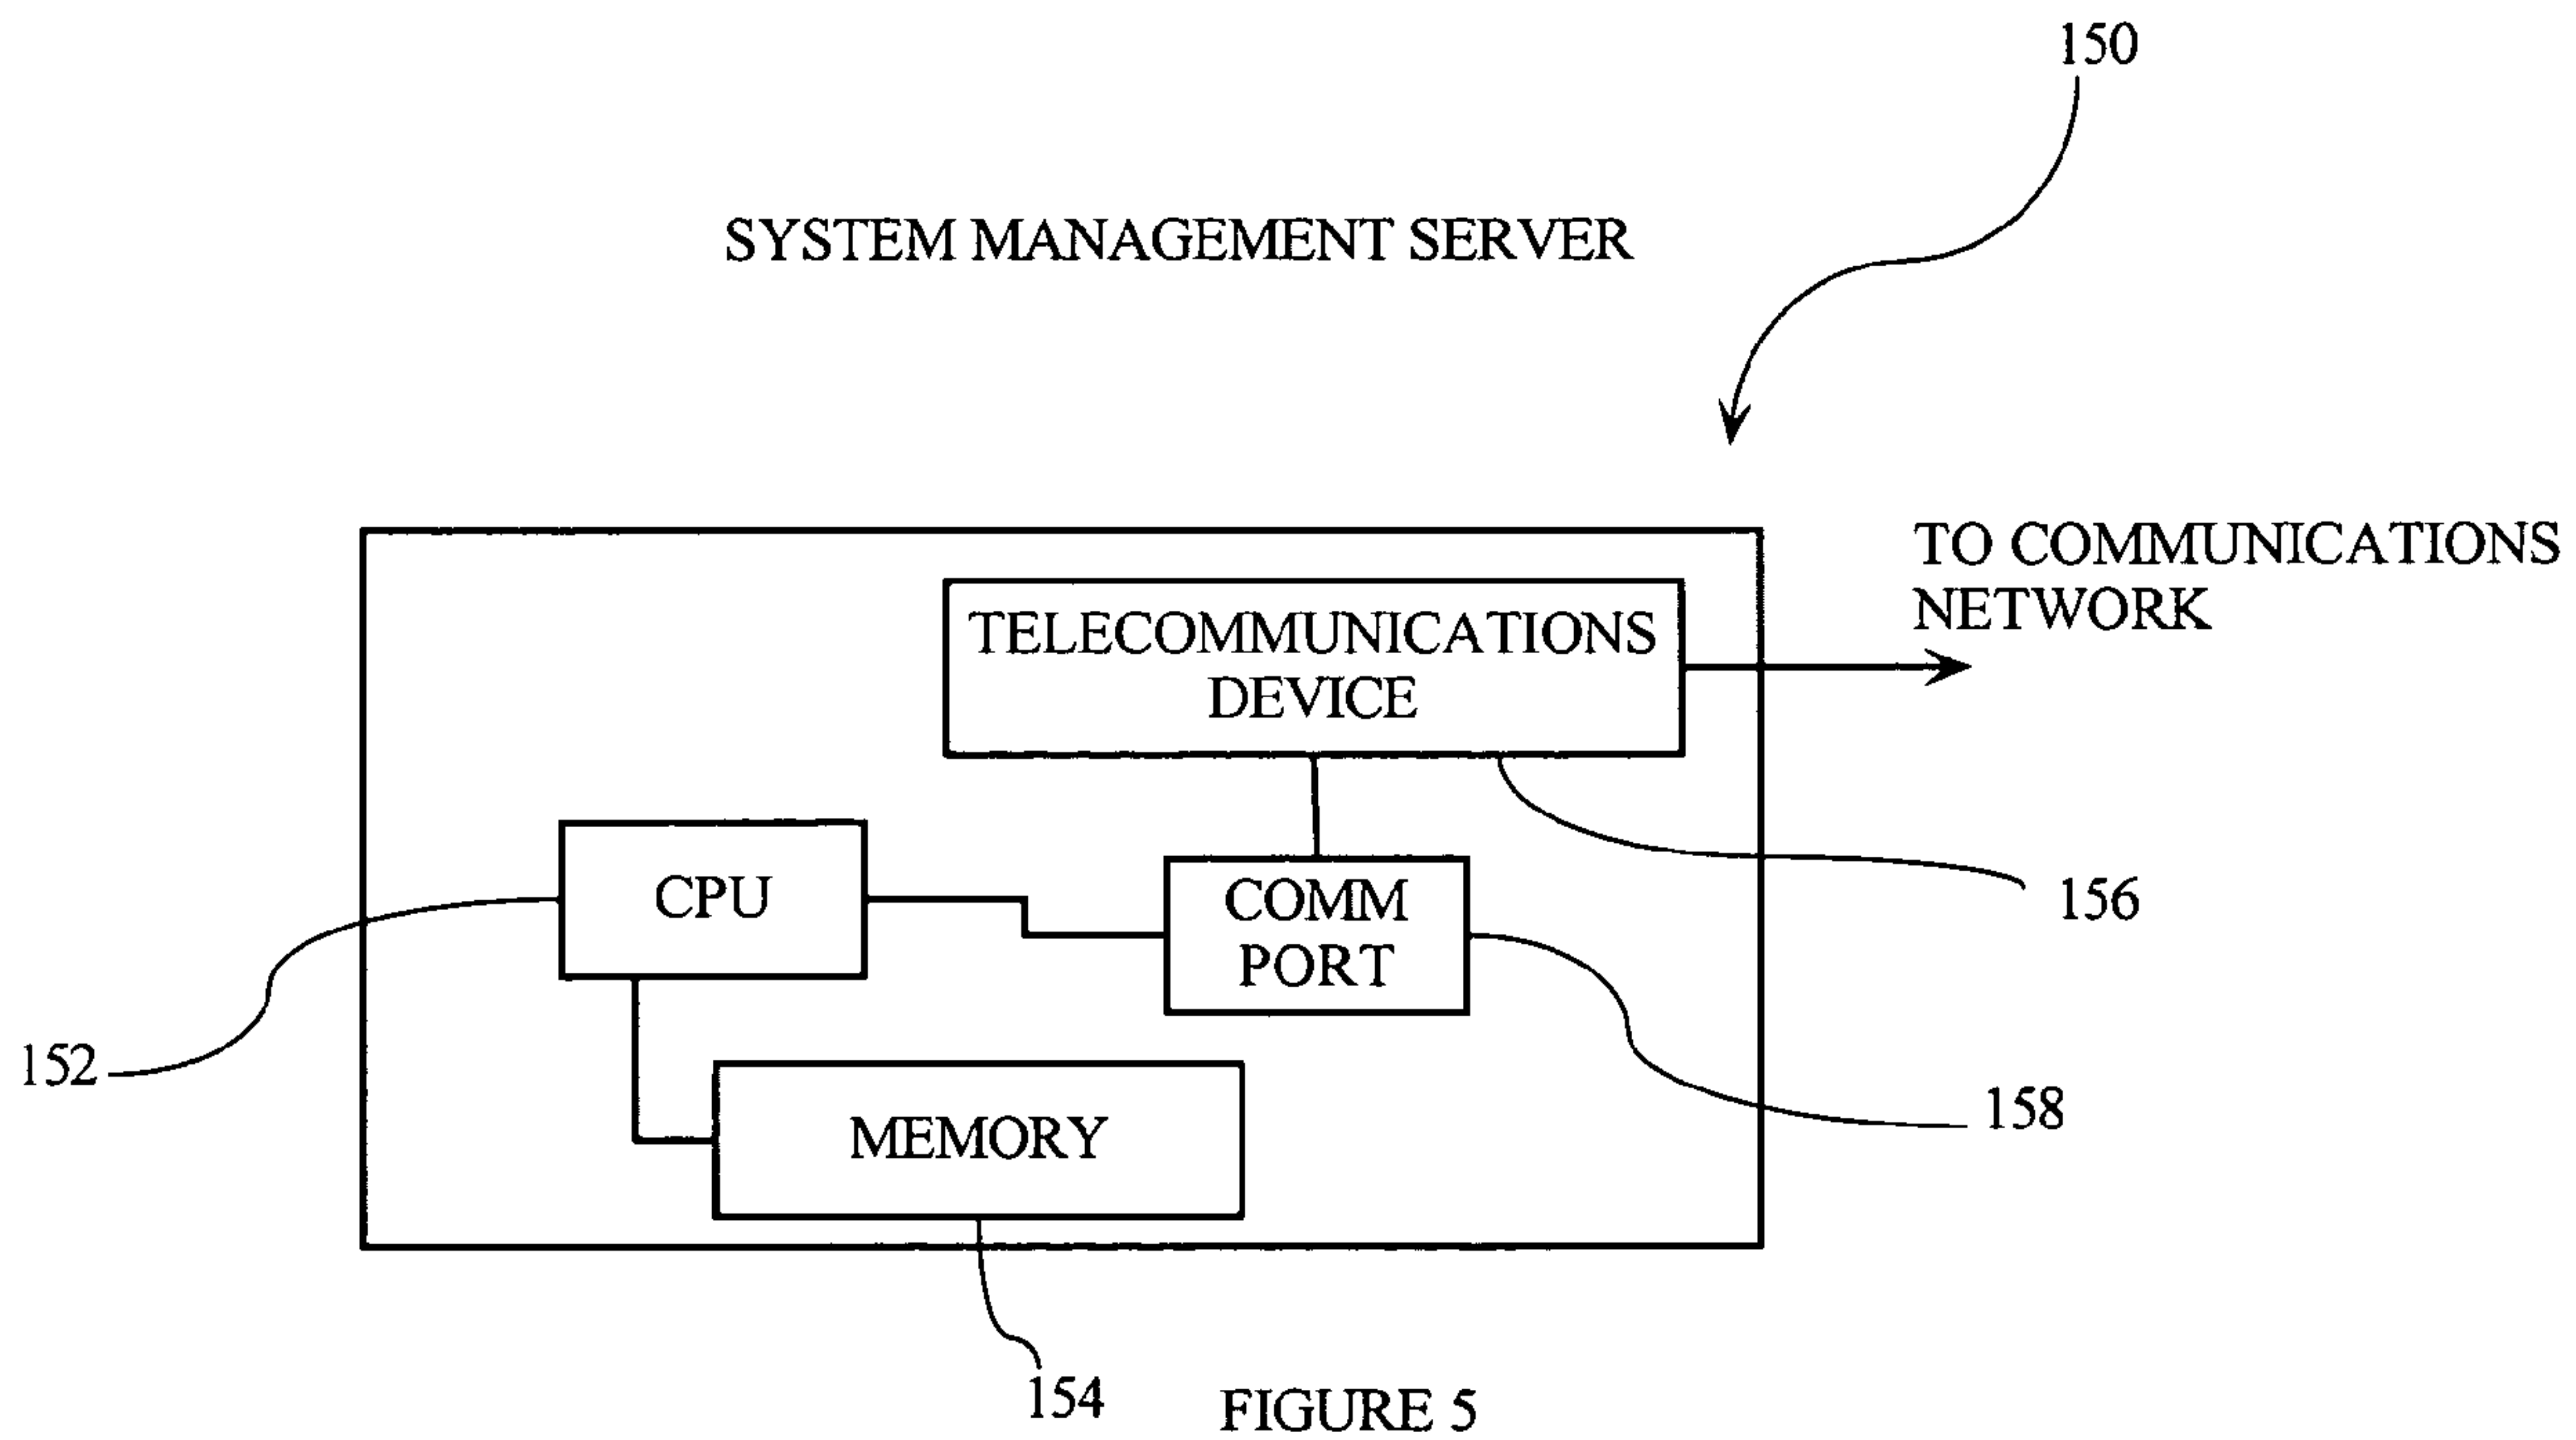 150
SYSTEM MANAGEMENT SERVER
TO COMMUNICATIONS
NETWORK
TELECOMMUNICATIONS
DEVICE
CPU
COMM
PORT
156
152
158
MEMORY
154
FIGURE 5